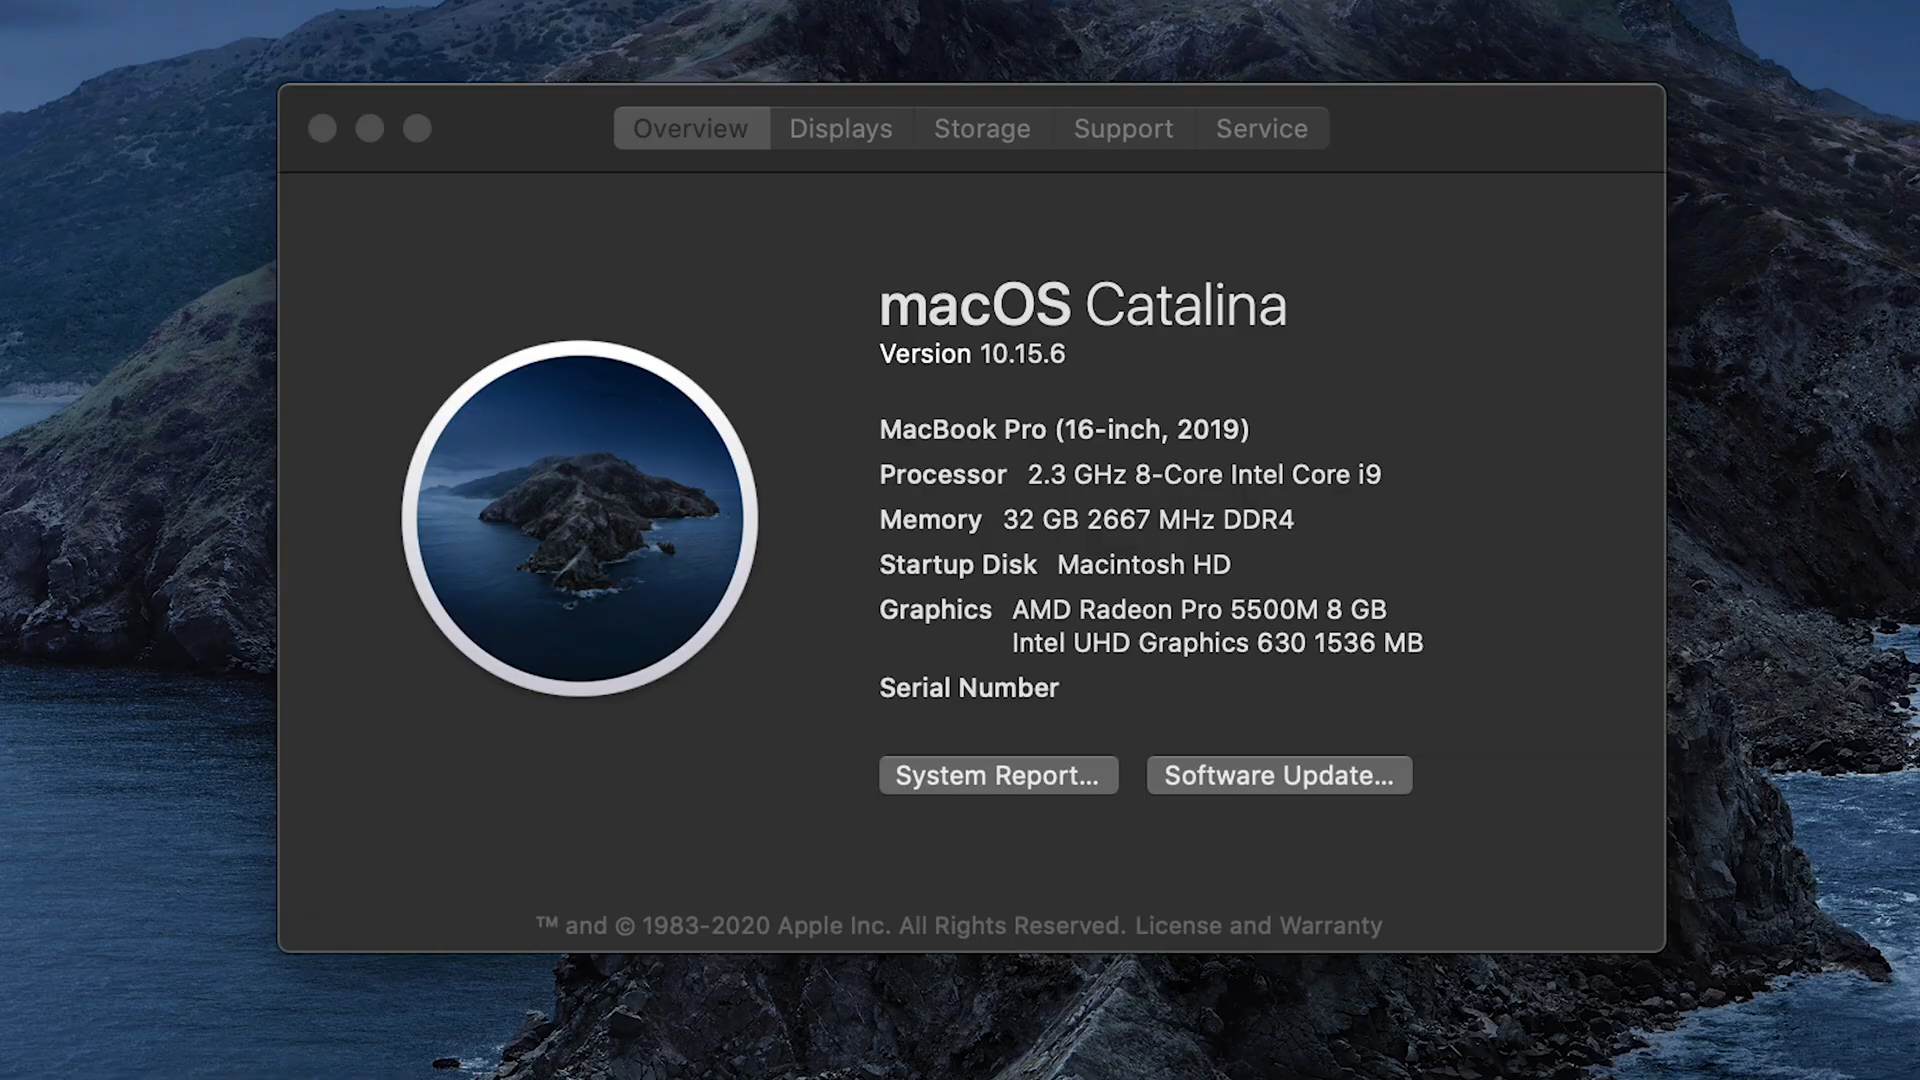 Overview Displays Storage Support Service
macOS Catalina
Version 10.15.6
MacBook Pro (16-inch, 2019)
Processor 2.3 GHz 8-Core Intel Core i9
Memory 32 GB 2667 MHz DDR4
Startup Disk Macintosh HD
Graphics AMD Radeon Pro 5500M 8 GB
Intel UHD Graphics 630 1536 MB
Serial Number
System Report... Software Update...
™ and © 1983-2020 Apple Inc. All Rights Reserved. License and Warranty